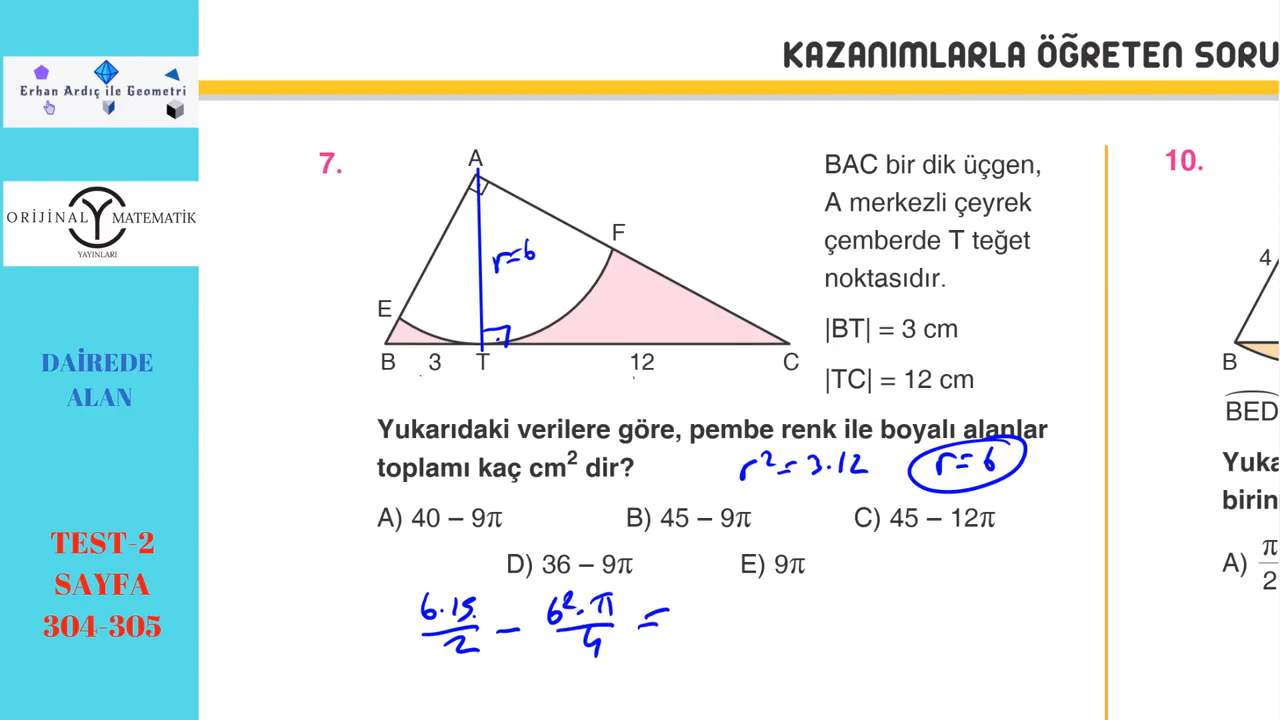 KAZANIMLARLA ÖĞRETEN SORU
Erhan Ardıç ile Geometri
ORİJİNAL MATEMATİK
YAYINLARI
DAİREDE
ALAN
TEST-2
SAYFA
304-305
7.
A
F
E
B 3 T 12 C
r=6
BAC bir dik üçgen,
A merkezli çeyrek
çemberde T teğet
noktasıdır.
|BT| = 3 cm
|TC| = 12 cm
Yukarıdaki verilere göre, pembe renk ile boyalı alanlar
toplamı kaç cm² dir?
r² = 3·12 r=6
A) 40 – 9π B) 45 – 9π C) 45 – 12π
D) 36 – 9π E) 9π
6·15/2 – 6²·π/4 =
10.
4
B
BED
Yuka
birin
A) π/2